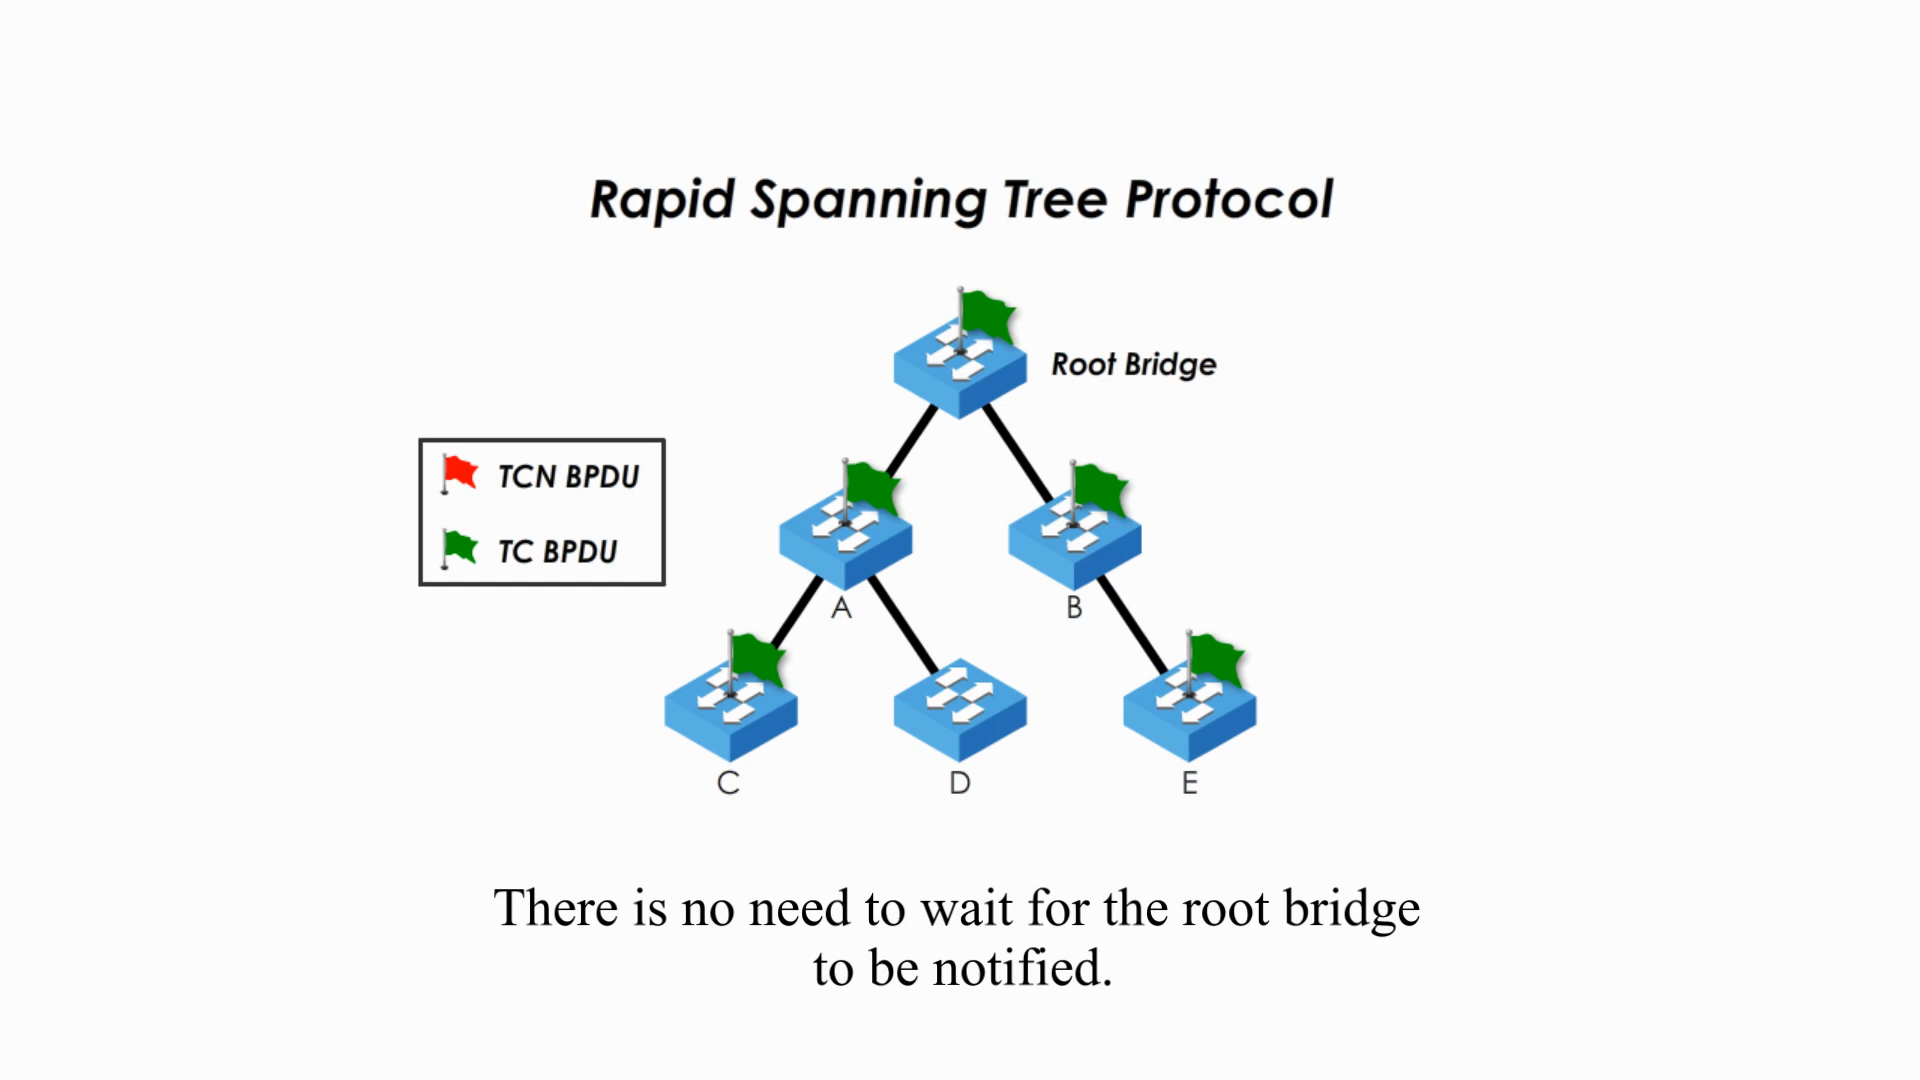 Rapid Spanning Tree Protocol
Root Bridge
TCN BPDU
TC BPDU
A
B
C
D
E
There is no need to wait for the root bridge
to be notified.